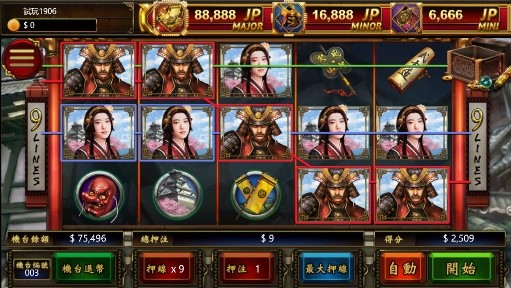 試玩1906
$ 0
88,888 JP
MAJOR
16,888 JP
MINOR
6,666 JP
MINI
9
LINES
9
LINES
機台餘額
$ 75,496
總押注
$ 9
得分
$ 2,509
機台編號
003
機台退幣
押線 x 9
押注 1
最大押線
自動
開始